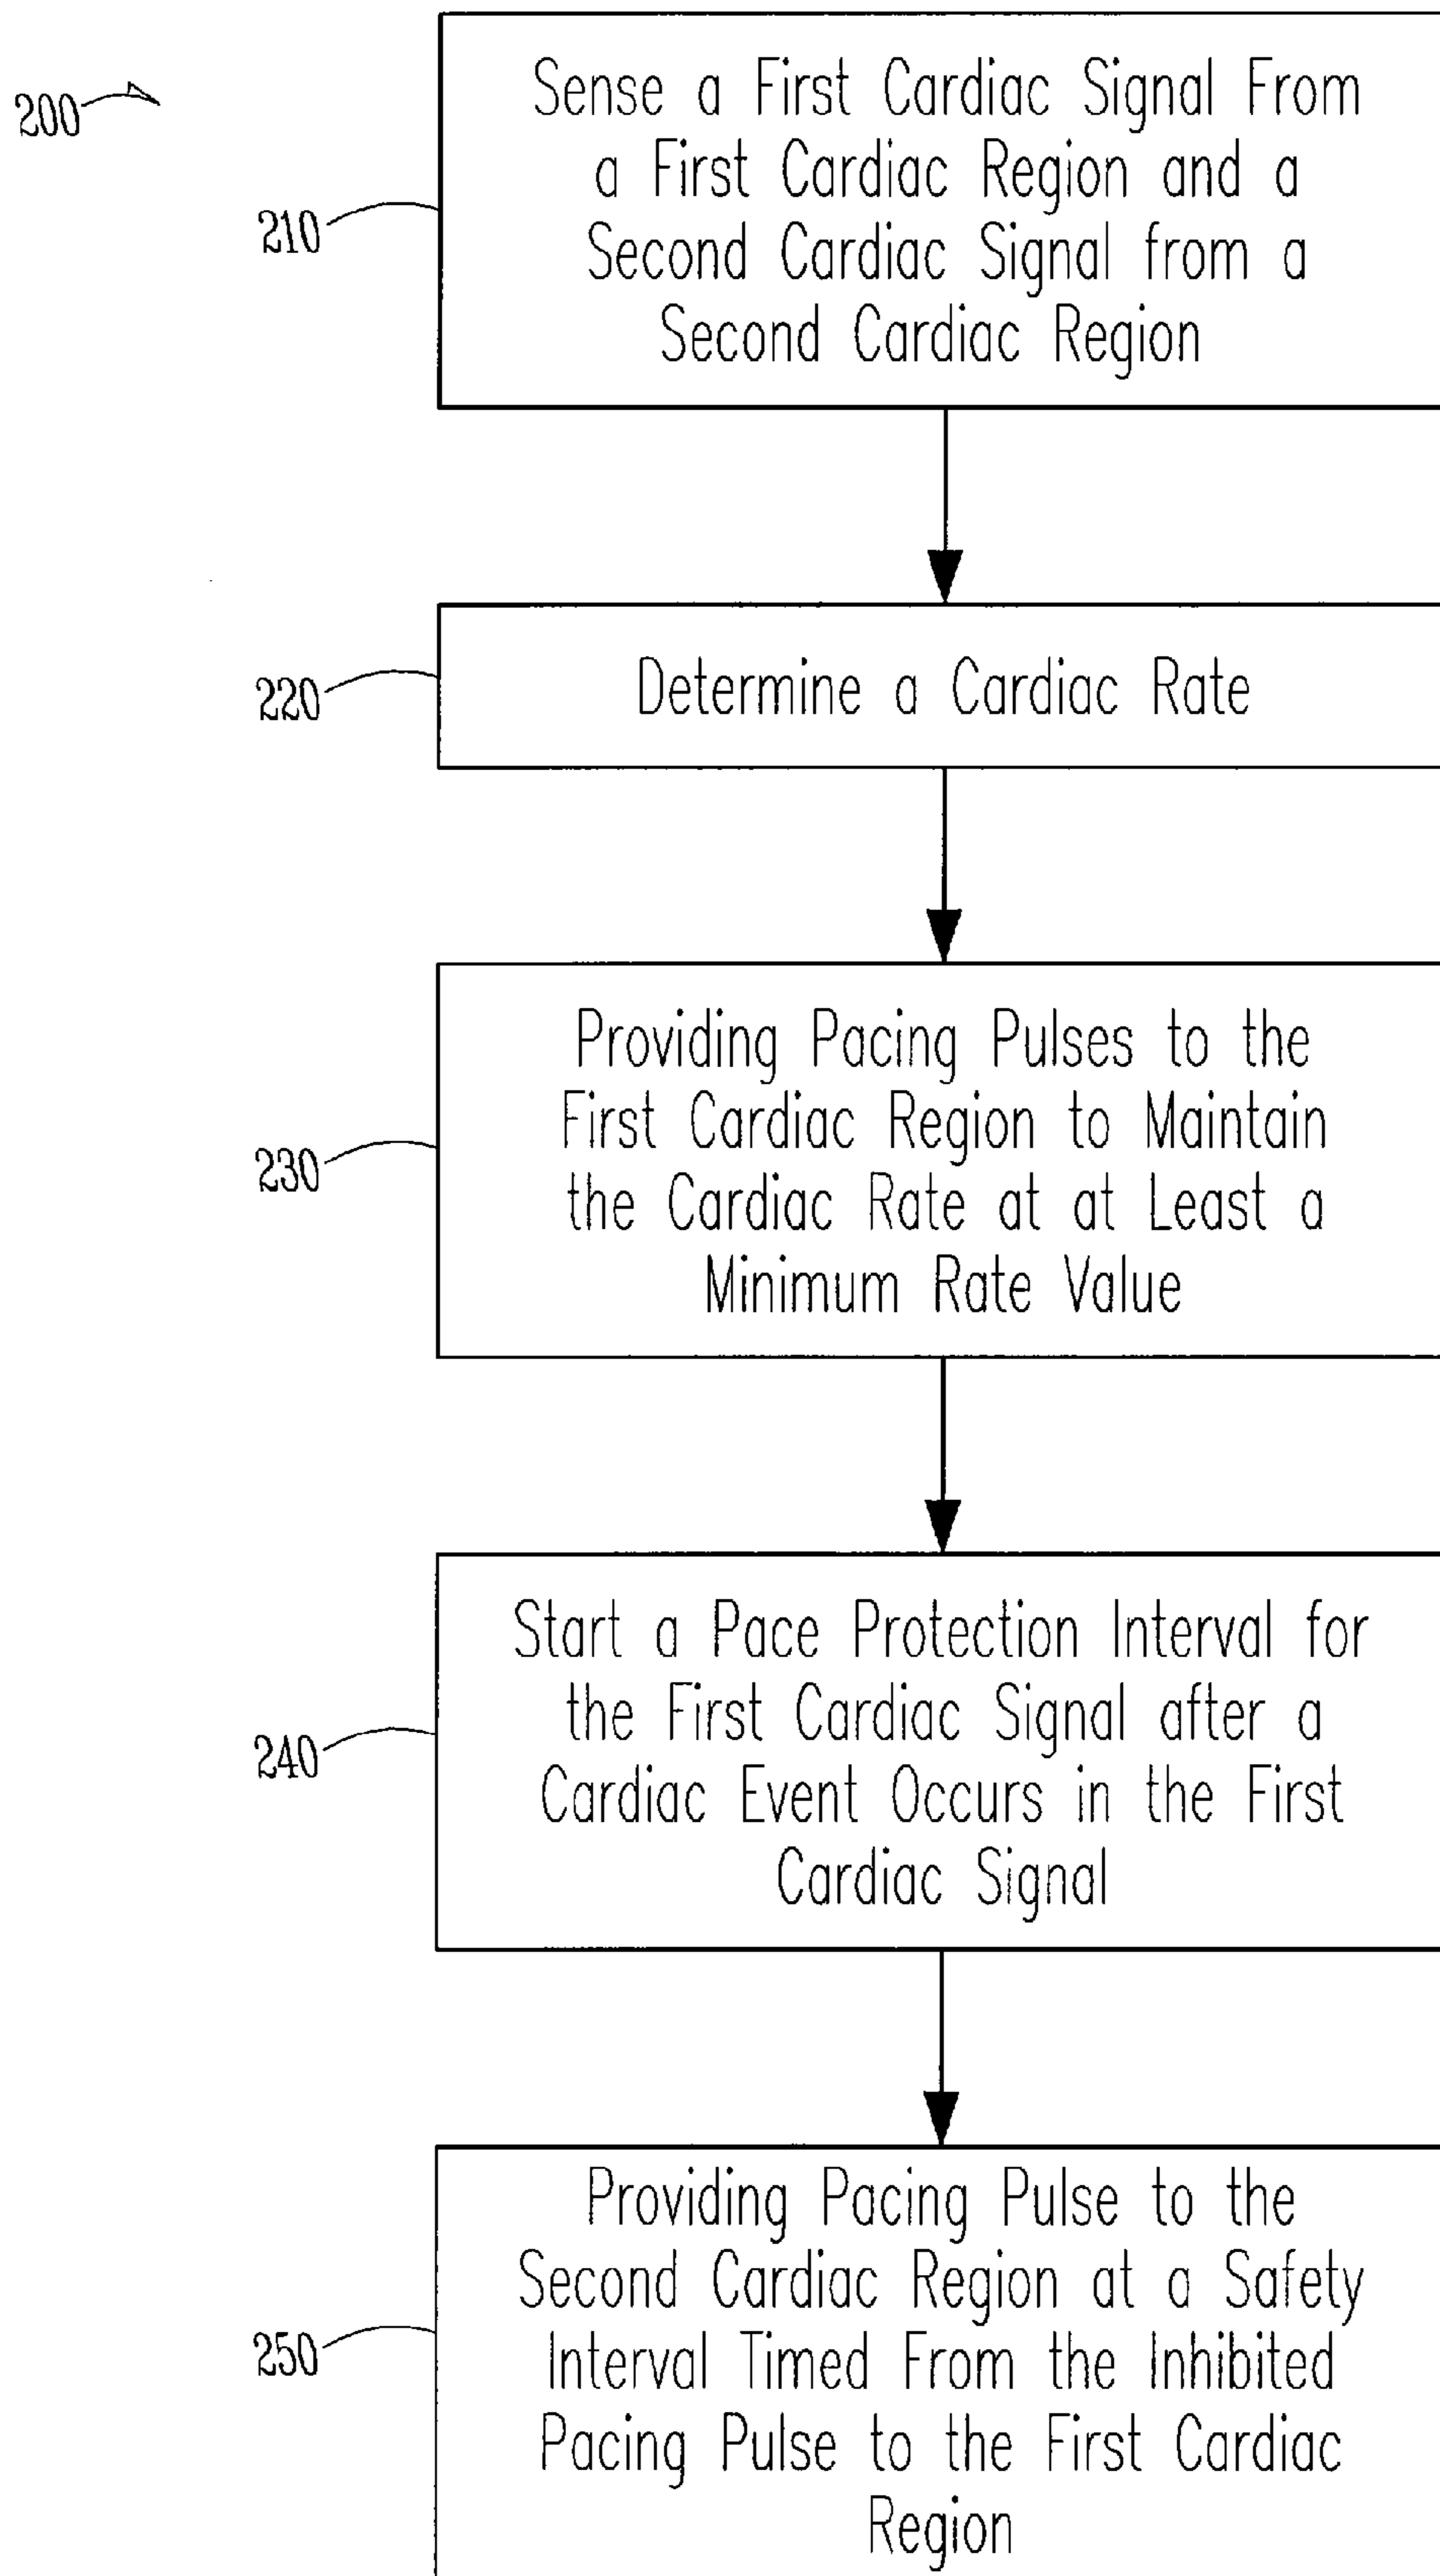 200
210
Sense a First Cardiac Signal From
a First Cardiac Region and a
Second Cardiac Signal from a
Second Cardiac Region
220
Determine a Cardiac Rate
230
Providing Pacing Pulses to the
First Cardiac Region to Maintain
the Cardiac Rate at at Least a
Minimum Rate Value
240
Start a Pace Protection Interval for
the First Cardiac Signal after a
Cardiac Event Occurs in the First
Cardiac Signal
250
Providing Pacing Pulse to the
Second Cardiac Region at a Safety
Interval Timed From the Inhibited
Pacing Pulse to the First Cardiac
Region